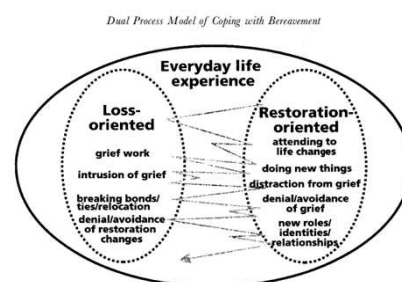 Dual Process Model of Coping with Bereavement
Everyday life
experience
Loss-
oriented
grief work
intrusion of grief
breaking bonds/
ties/relocation
denial/avoidance
of restoration
changes
Restoration-
oriented
attending to
life changes
doing new things
distraction from grief
denial/avoidance
of grief
new roles/
identities/
relationships